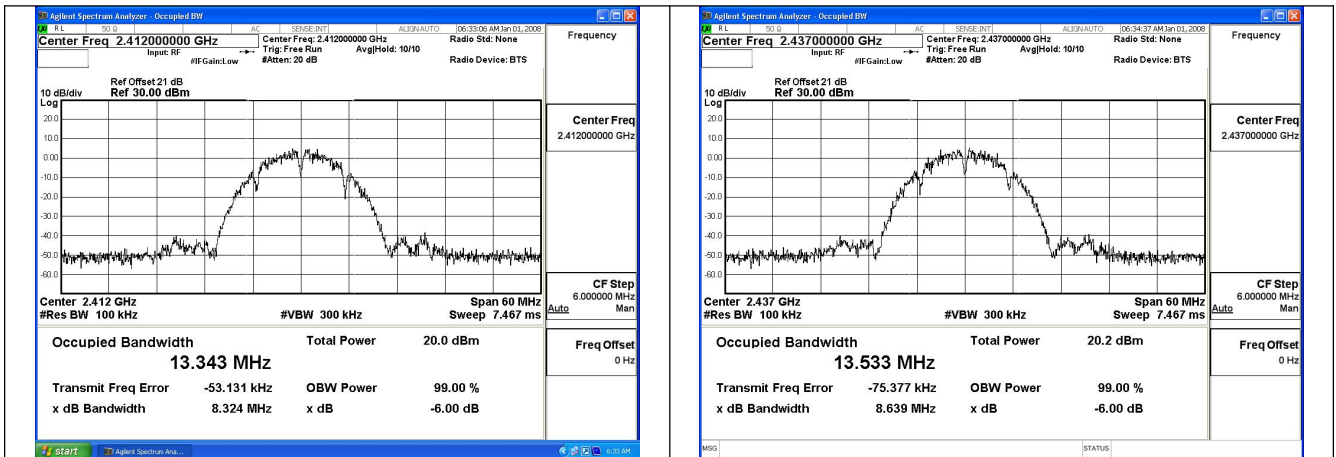 Agilent Spectrum Analyzer - Occupied BW
RL 50 Ω AC SENSE:INT ALIGNAUTO 06:33:06 AM Jan 01, 2008
Center Freq 2.412000000 GHz Center Freq: 2.412000000 GHz Radio Std: None
Input: RF Trig: Free Run Avg|Hold: 10/10
#IFGain:Low #Atten: 20 dB Radio Device: BTS
Ref Offset 21 dB
10 dB/div Ref 30.00 dBm
Log
20.0
10.0
0.00
-10.0
-20.0
-30.0
-40.0
-50.0
-60.0
Center 2.412 GHz Span 60 MHz
#Res BW 100 kHz #VBW 300 kHz Sweep 7.467 ms
Occupied Bandwidth Total Power 20.0 dBm
13.343 MHz
Transmit Freq Error -53.131 kHz OBW Power 99.00 %
x dB Bandwidth 8.324 MHz x dB -6.00 dB
Frequency
Center Freq
2.412000000 GHz
CF Step
6.000000 MHz
Auto Man
Freq Offset
0 Hz
start Agilent Spectrum Ana... 6:33 AM
Agilent Spectrum Analyzer - Occupied BW
RL 50 Ω AC SENSE:INT ALIGNAUTO 06:34:37 AM Jan 01, 2008
Center Freq 2.437000000 GHz Center Freq: 2.437000000 GHz Radio Std: None
Input: RF Trig: Free Run Avg|Hold: 10/10
#IFGain:Low #Atten: 20 dB Radio Device: BTS
Ref Offset 21 dB
10 dB/div Ref 30.00 dBm
Log
20.0
10.0
0.00
-10.0
-20.0
-30.0
-40.0
-50.0
-60.0
Center 2.437 GHz Span 60 MHz
#Res BW 100 kHz #VBW 300 kHz Sweep 7.467 ms
Occupied Bandwidth Total Power 20.2 dBm
13.533 MHz
Transmit Freq Error -75.377 kHz OBW Power 99.00 %
x dB Bandwidth 8.639 MHz x dB -6.00 dB
Frequency
Center Freq
2.437000000 GHz
CF Step
6.000000 MHz
Auto Man
Freq Offset
0 Hz
MSG STATUS